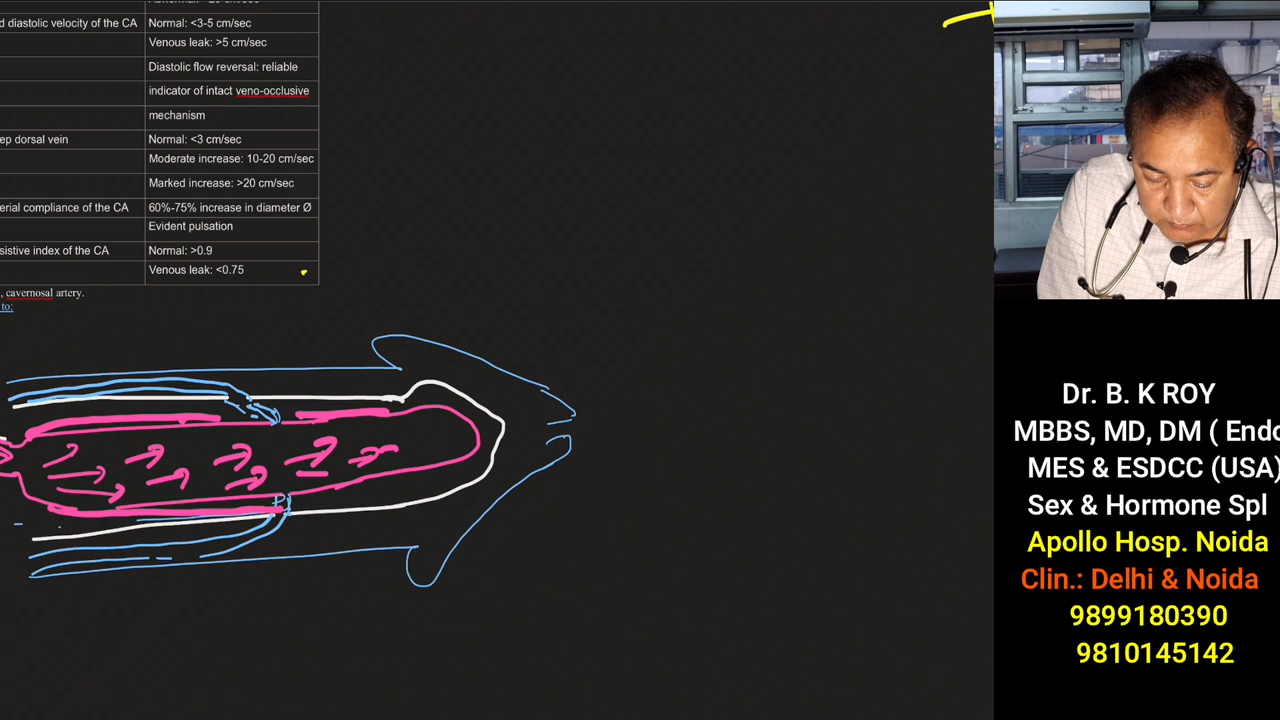 d diastolic velocity of the CA
Normal: <3-5 cm/sec
Venous leak: >5 cm/sec
Diastolic flow reversal: reliable
indicator of intact veno-occlusive
mechanism
ep dorsal vein
Normal: <3 cm/sec
Moderate increase: 10-20 cm/sec
Marked increase: >20 cm/sec
erial compliance of the CA
60%-75% increase in diameter Ø
Evident pulsation
sistive index of the CA
Normal: >0.9
Venous leak: <0.75
, cavernosal artery.
to:
Dr. B. K ROY
MBBS, MD, DM ( Endo
MES & ESDCC (USA)
Sex & Hormone Spl
Apollo Hosp. Noida
Clin.: Delhi & Noida
9899180390
9810145142